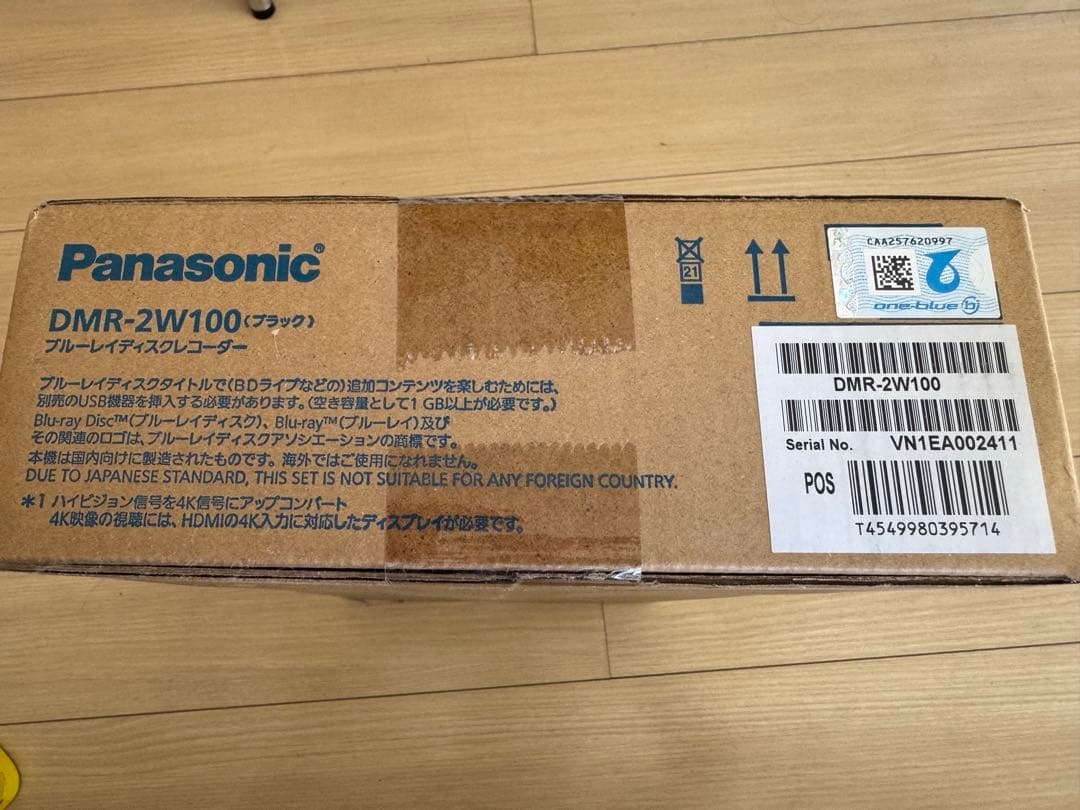 Panasonic®
DMR-2W100(ブラック)
ブルーレイディスクレコーダー
ブルーレイディスクタイトルで(BDライブなどの)追加コンテンツを楽しむためには、
別売のUSB機器を挿入する必要があります。(空き容量として1 GB以上が必要です。)
Blu-ray Disc™(ブルーレイディスク)、Blu-ray™(ブルーレイ)及び
その関連のロゴは、ブルーレイディスクアソシエーションの商標です。
本機は国内向けに製造されたものです。海外ではご使用になれません。
DUE TO JAPANESE STANDARD, THIS SET IS NOT SUITABLE FOR ANY FOREIGN COUNTRY.
*1 ハイビジョン信号を4K信号にアップコンバート
4K映像の視聴には、HDMIの4K入力に対応したディスプレイが必要です。
21
CAA257620997
one-blue bj
DMR-2W100
Serial No. VN1EA002411
POS
T4549980395714